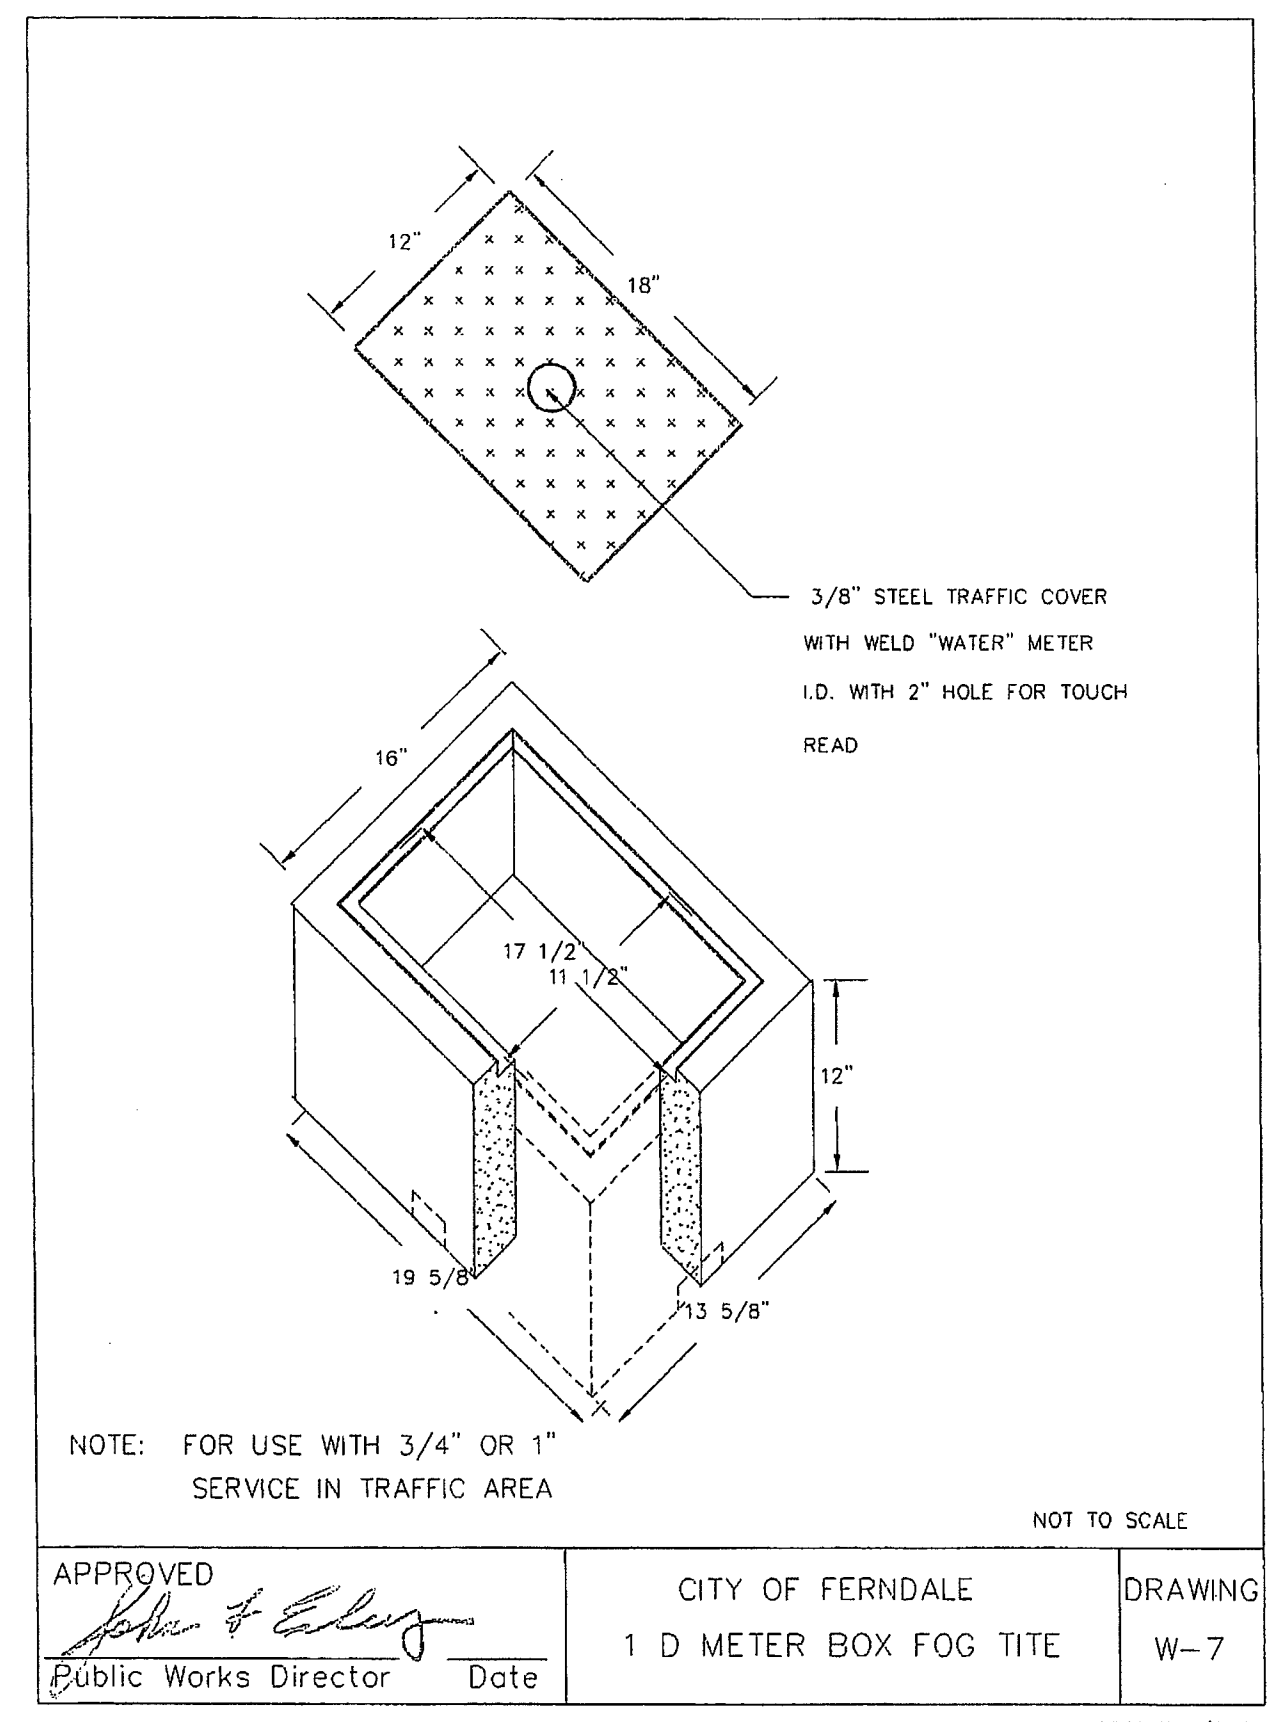 12"
18"
3/8" STEEL TRAFFIC COVER
WITH WELD "WATER" METER
I.D. WITH 2" HOLE FOR TOUCH
READ
16"
17 1/2"
11 1/2"
12"
19 5/8"
13 5/8"
NOTE: FOR USE WITH 3/4" OR 1"
SERVICE IN TRAFFIC AREA
NOT TO SCALE
APPROVED
Public Works Director Date
CITY OF FERNDALE
1 D METER BOX FOG TITE
DRAWING
W-7